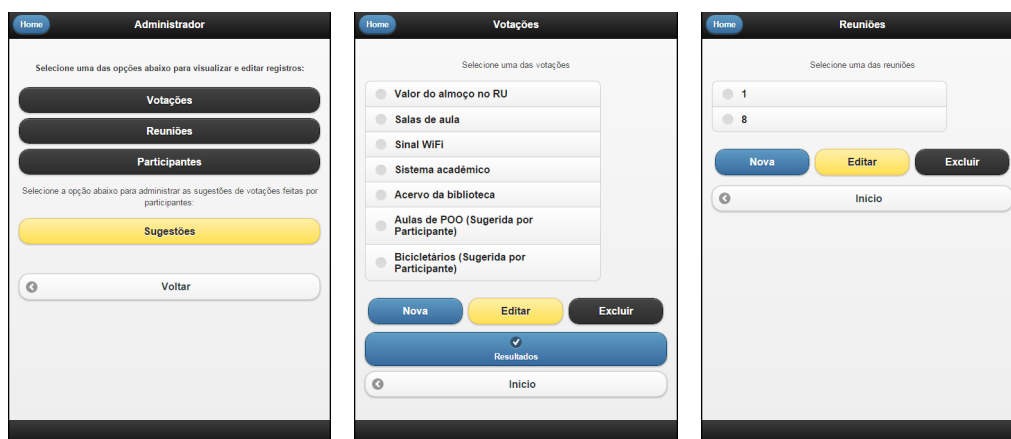 Home
Administrador
Selecione uma das opções abaixo para visualizar e editar registros:
Votações
Reuniões
Participantes
Selecione a opção abaixo para administrar as sugestões de votações feitas por
participantes:
Sugestões
Voltar
Home
Votações
Selecione uma das votações
Valor do almoço no RU
Salas de aula
Sinal WiFi
Sistema acadêmico
Acervo da biblioteca
Aulas de POO (Sugerida por
Participante)
Bicicletários (Sugerida por
Participante)
Nova
Editar
Excluir
Resultados
Início
Home
Reuniões
Selecione uma das reuniões
1
8
Nova
Editar
Excluir
Início